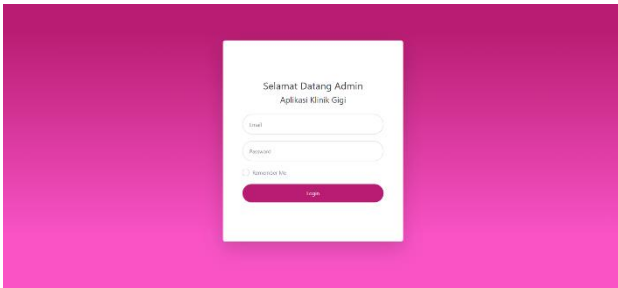 Selamat Datang Admin
Aplikasi Klinik Gigi
Email
Password
Remember Me
Login